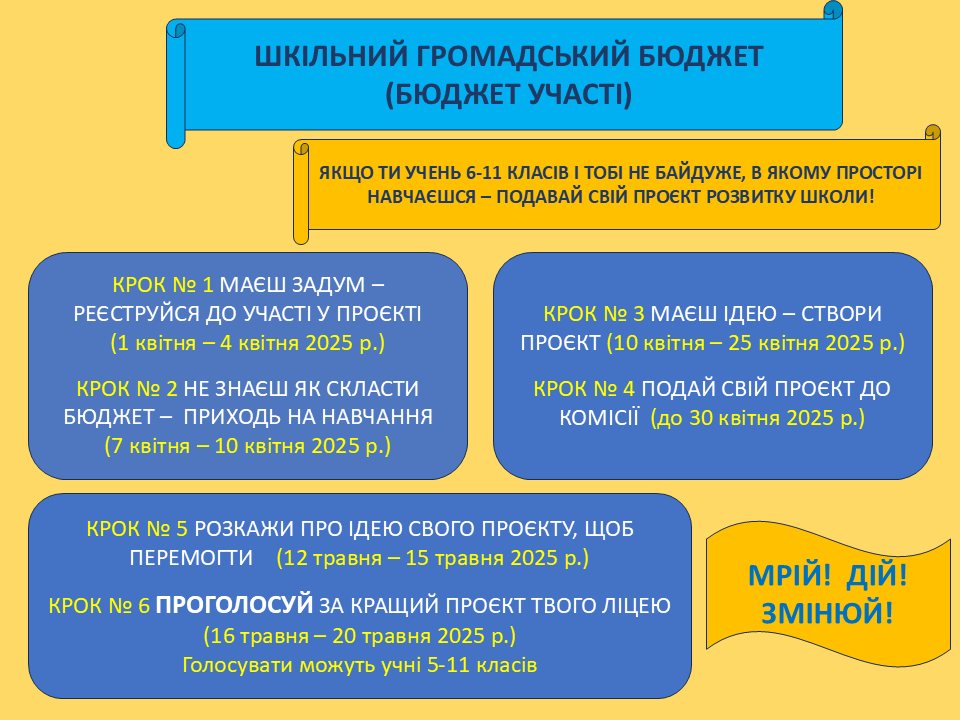 ШКІЛЬНИЙ ГРОМАДСЬКИЙ БЮДЖЕТ
(БЮДЖЕТ УЧАСТІ)
ЯКЩО ТИ УЧЕНЬ 6-11 КЛАСІВ І ТОБІ НЕ БАЙДУЖЕ, В ЯКОМУ ПРОСТОРІ
НАВЧАЄШСЯ – ПОДАВАЙ СВІЙ ПРОЄКТ РОЗВИТКУ ШКОЛИ!
КРОК № 1 МАЄШ ЗАДУМ –
РЕЄСТРУЙСЯ ДО УЧАСТІ У ПРОЄКТІ
(1 квітня – 4 квітня 2025 р.)
КРОК № 2 НЕ ЗНАЄШ ЯК СКЛАСТИ
БЮДЖЕТ – ПРИХОДЬ НА НАВЧАННЯ
(7 квітня – 10 квітня 2025 р.)
КРОК № 3 МАЄШ ІДЕЮ – СТВОРИ
ПРОЄКТ (10 квітня – 25 квітня 2025 р.)
КРОК № 4 ПОДАЙ СВІЙ ПРОЄКТ ДО
КОМІСІЇ (до 30 квітня 2025 р.)
КРОК № 5 РОЗКАЖИ ПРО ІДЕЮ СВОГО ПРОЄКТУ, ЩОБ
ПЕРЕМОГТИ (12 травня – 15 травня 2025 р.)
КРОК № 6 ПРОГОЛОСУЙ ЗА КРАЩИЙ ПРОЄКТ ТВОГО ЛІЦЕЮ
(16 травня – 20 травня 2025 р.)
Голосувати можуть учні 5-11 класів
МРІЙ! ДІЙ!
ЗМІНЮЙ!